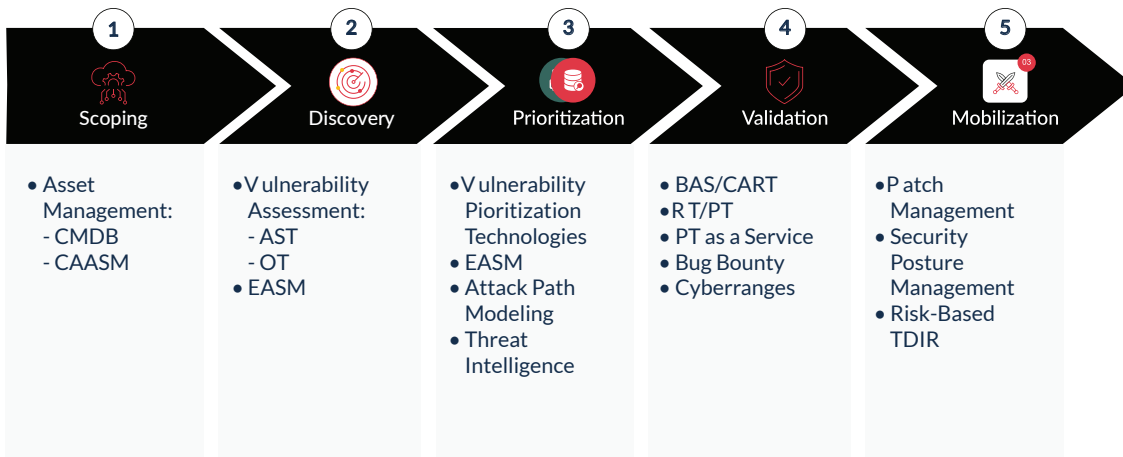 1
Scoping
• Asset
Management:
- CMDB
- CAASM
2
Discovery
•V ulnerability
Assessment:
- AST
- OT
• EASM
3
Prioritization
•V ulnerability
Pioritization
Technologies
• EASM
• Attack Path
Modeling
• Threat
Intelligence
4
Validation
• BAS/CART
•R T/PT
• PT as a Service
• Bug Bounty
• Cyberranges
5
03
Mobilization
•P atch
Management
• Security
Posture
Management
• Risk-Based
TDIR